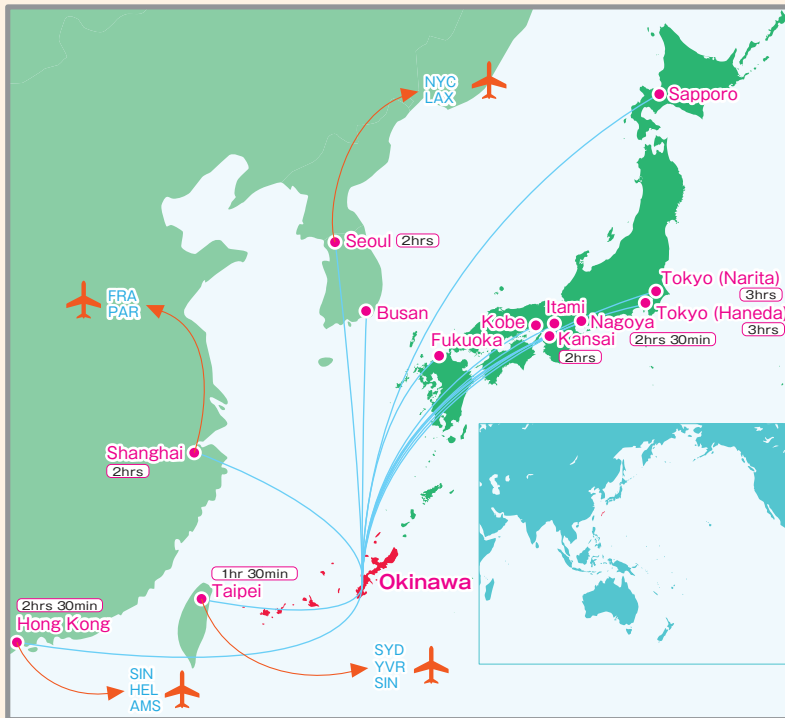 NYC
LAX
Sapporo
Seoul 2hrs
Tokyo (Narita)
3hrs
FRA
PAR
Busan
Itami
Tokyo (Haneda)
3hrs
Kobe
Nagoya
2hrs 30min
Fukuoka
Kansai
2hrs
Shanghai
2hrs
1hr 30min
Taipei
Okinawa
2hrs 30min
Hong Kong
SYD
YVR
SIN
SIN
HEL
AMS